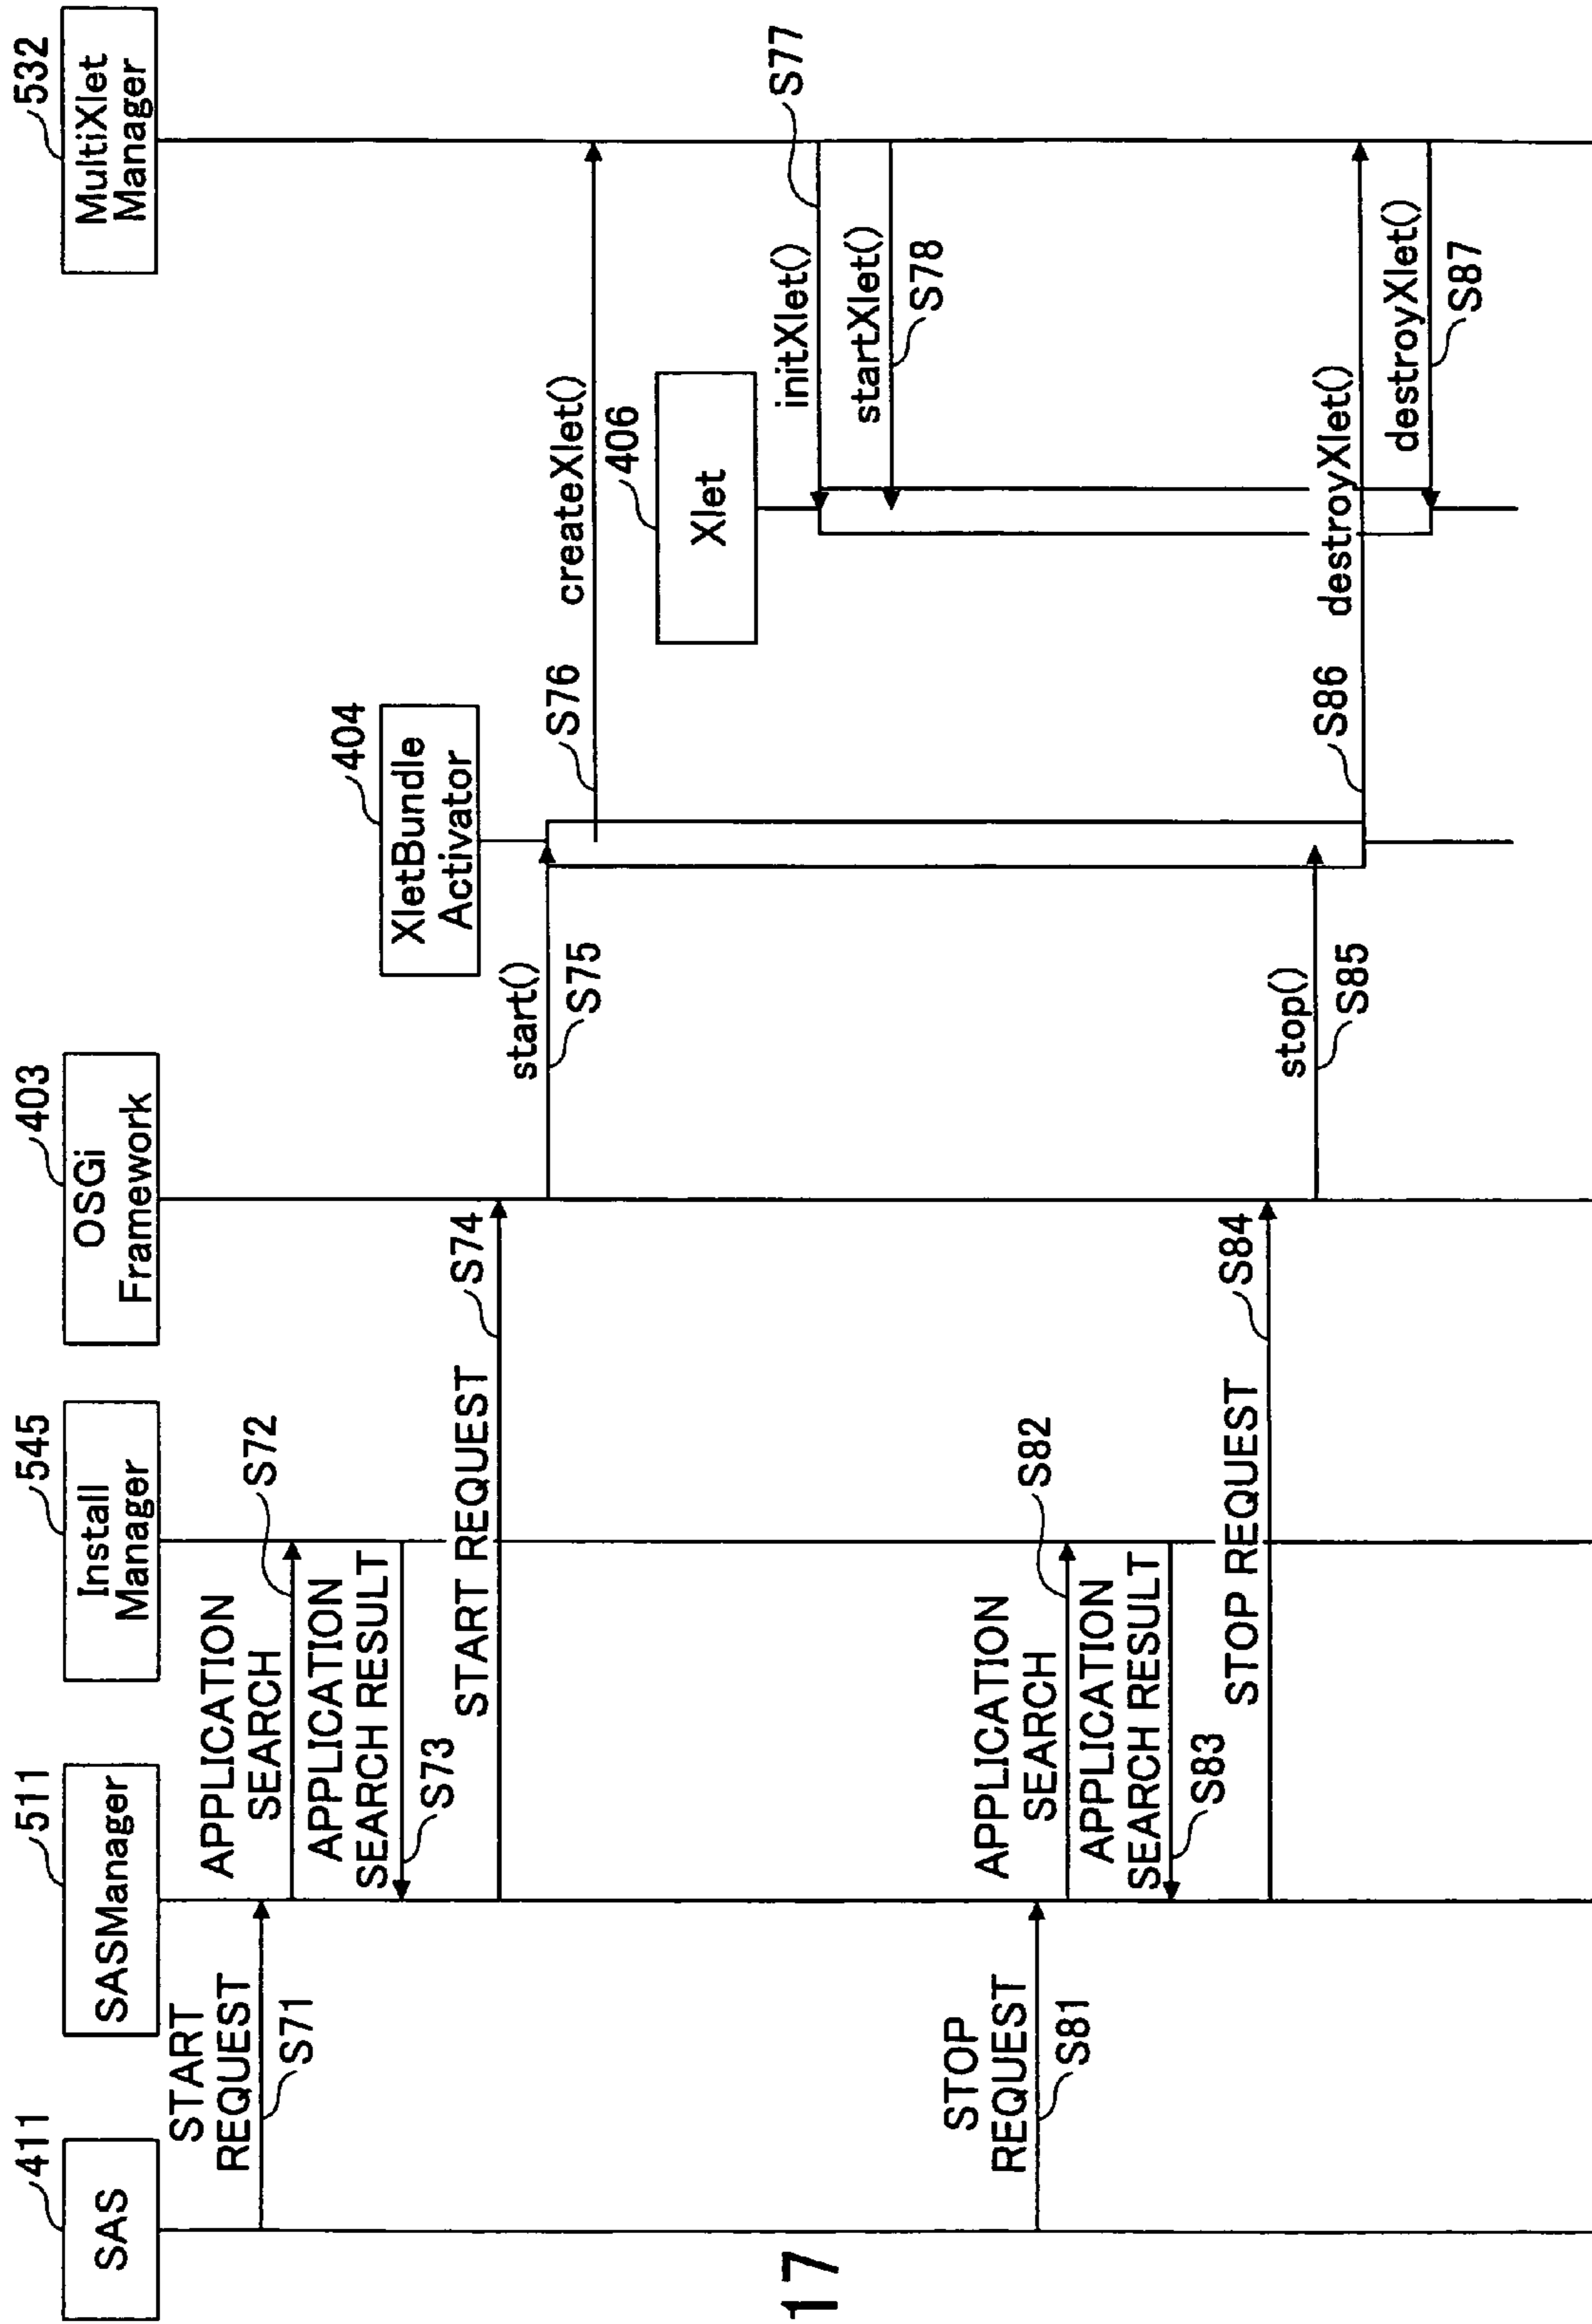 411
SAS
511
SASManager
545
Install
Manager
403
OSGi
Framework
404
XletBundle
Activator
406
Xlet
532
MultiXlet
Manager
START
REQUEST
S71
APPLICATION
SEARCH
S72
APPLICATION
SEARCH RESULT
S73
START REQUEST
S74
start()
S75
S76
createXlet()
initXlet()
S77
startXlet()
S78
STOP
REQUEST
S81
APPLICATION
SEARCH
S82
APPLICATION
SEARCH RESULT
S83
STOP REQUEST
S84
stop()
S85
S86
destroyXlet()
destroyXlet()
S87
17